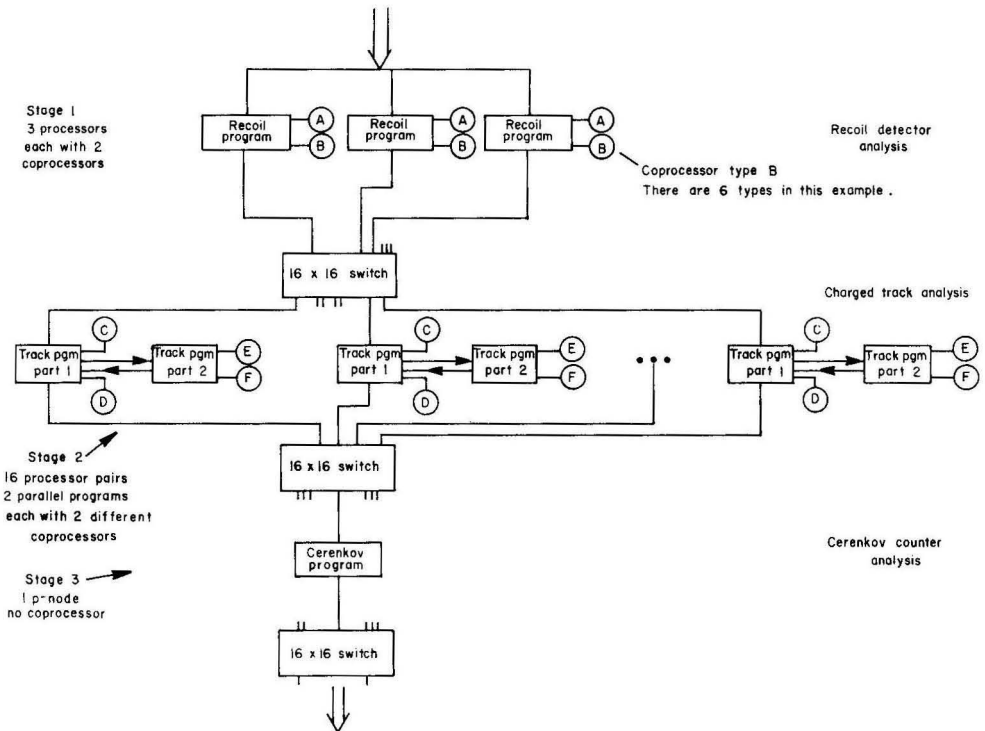 Stage 1
3 processors
each with 2
coprocessors
Recoil program
A
B
Recoil program
A
B
Recoil program
A
B
Recoil detector
analysis
Coprocessor type B
There are 6 types in this example.
16 x 16 switch
Charged track analysis
Track pgm
part 1
C
D
Track pgm
part 2
E
F
Track pgm
part 1
C
D
Track pgm
part 2
E
F
•••
Track pgm
part 1
C
D
Track pgm
part 2
E
F
Stage 2
16 processor pairs
2 parallel programs
each with 2 different
coprocessors
16 x 16 switch
Cerenkov
program
Cerenkov counter
analysis
Stage 3
1 p-node
no coprocessor
16 x 16 switch